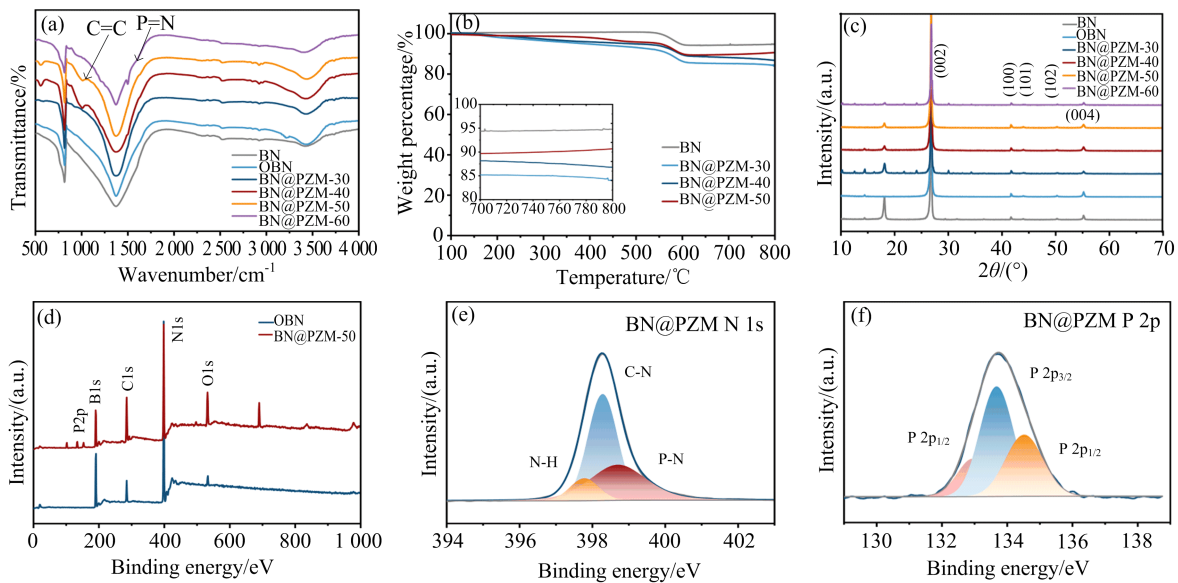 (a)
C=C
P=N
Transmittance/%
BN
OBN
BN@PZM-30
BN@PZM-40
BN@PZM-50
BN@PZM-60
500 1 000 1 500 2 000 2 500 3 000 3 500 4 000
Wavenumber/cm-1
(b)
Weight percentage/%
100
80
60
40
20
0
100
95
90
85
80
700 720 740 760 780 800
BN
BN@PZM-30
BN@PZM-40
BN@PZM-50
100 200 300 400 500 600 700 800
Temperature/℃
(c)
Intensity/(a.u.)
BN
OBN
BN@PZM-30
BN@PZM-40
BN@PZM-50
BN@PZM-60
(002)
(100)
(101)
(102)
(004)
10 20 30 40 50 60 70
2θ/(°)
(d)
Intensity/(a.u.)
OBN
BN@PZM-50
P2p
B1s
C1s
N1s
O1s
0 200 400 600 800 1 000
Binding energy/eV
(e)
BN@PZM N 1s
Intensity/(a.u.)
C-N
N-H
P-N
394 396 398 400 402
Binding energy/eV
(f)
BN@PZM P 2p
Intensity/(a.u.)
P 2p3/2
P 2p1/2
P 2p1/2
130 132 134 136 138
Binding energy/eV